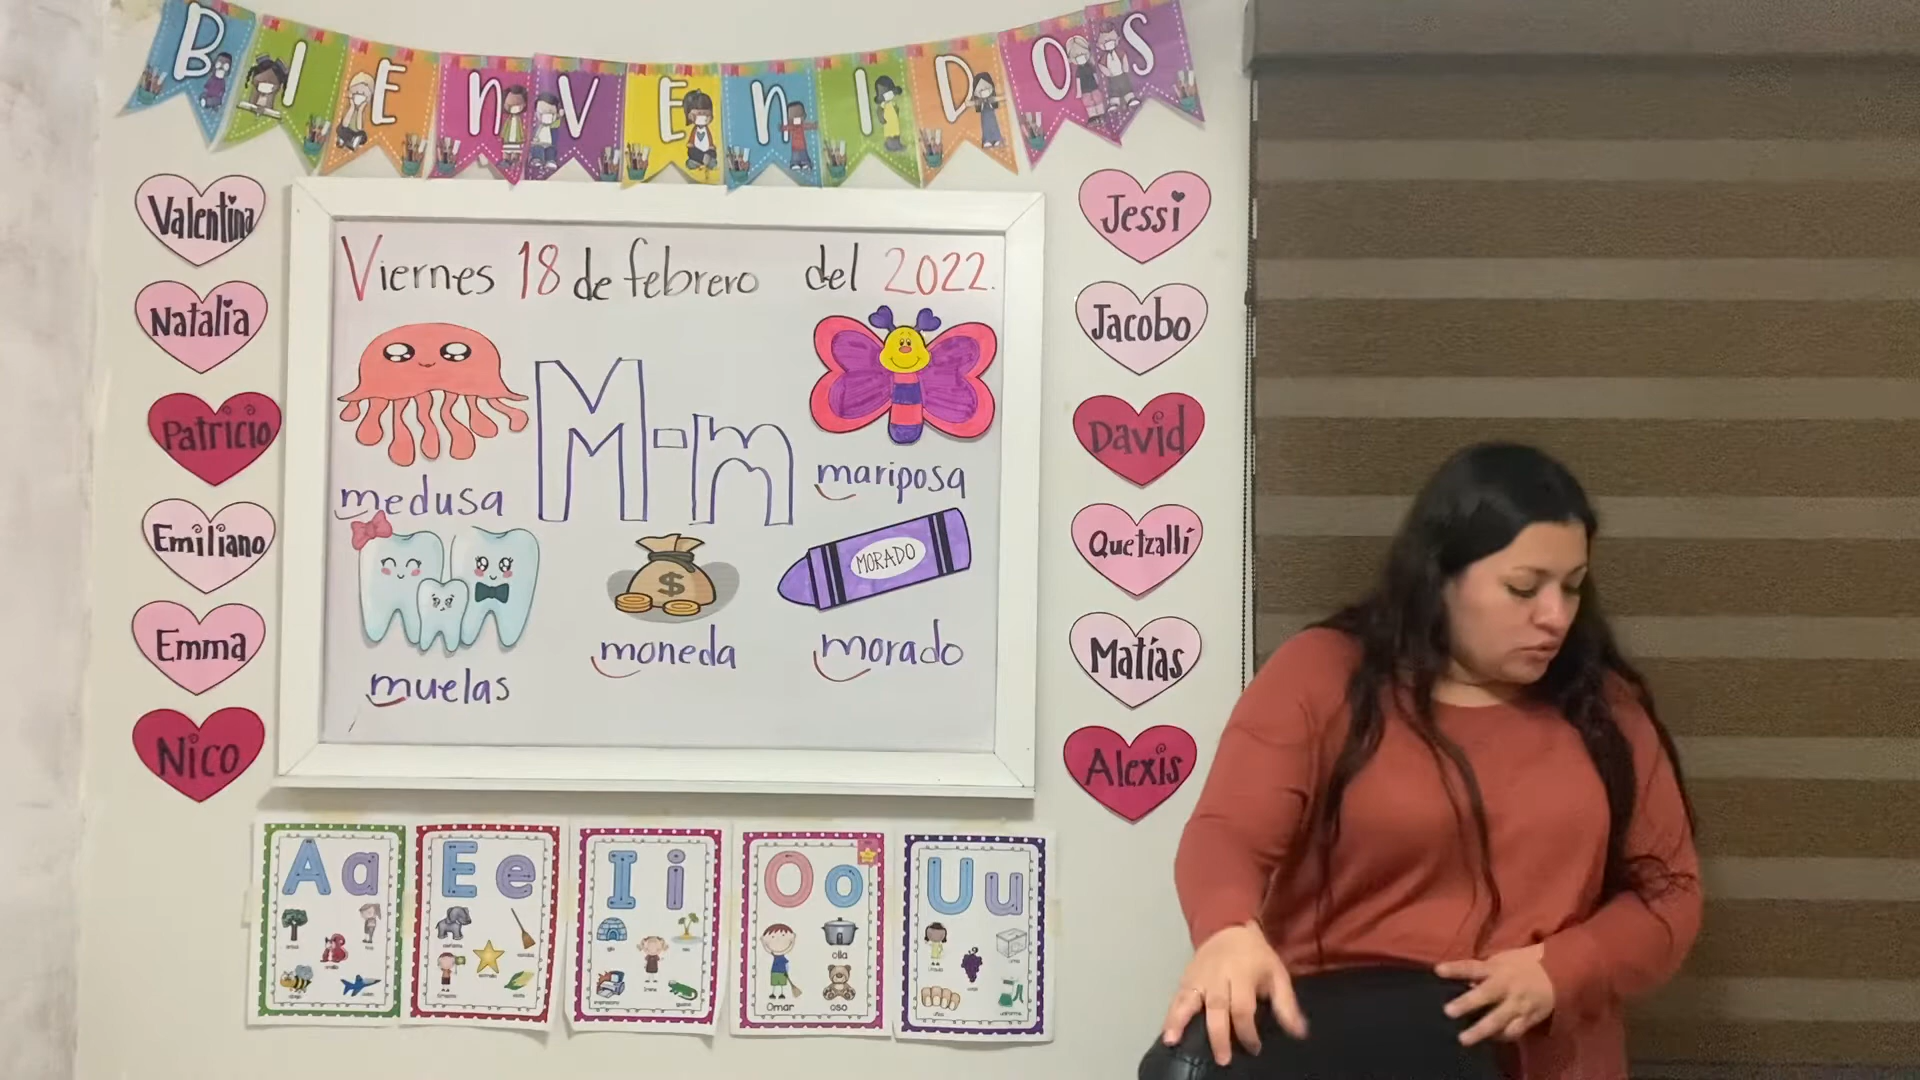 BIENVENIDOS
Valentina
Natalia
Patricio
Emiliano
Emma
Nico
Viernes 18 de febrero del 2022.
M-m
medusa
mariposa
MORADO
muelas
moneda
morado
$
Jessi
Jacobo
David
Quetzallí
Matías
Alexis
Aa
Ee
Ii
Oo
olla
Omar
oso
Uu